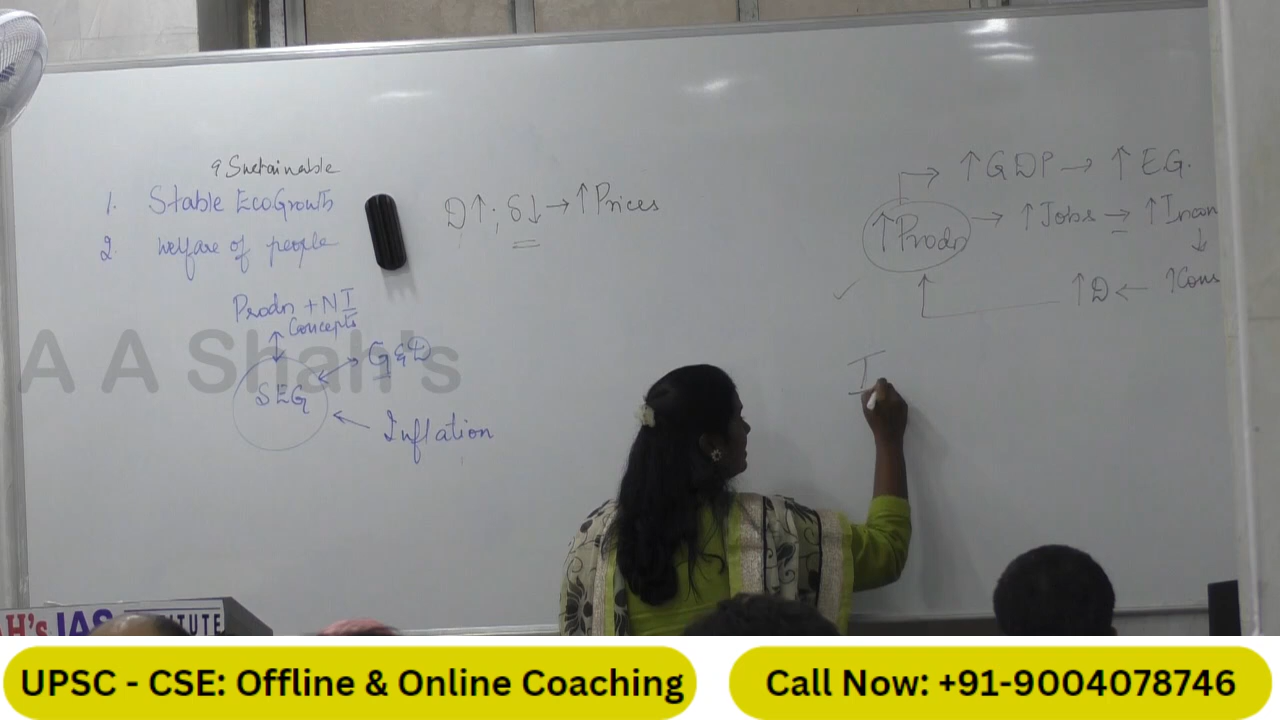 & Sustainable
1. Stable EcoGrowth
2. Welfare of people
Prodn + NI
Concepts
SEG
G & D
Inflation
D↑; S↓ → ↑ Prices
↑ GDP → ↑ E.G.
↑ Prodn → ↑ Jobs → ↑ Incom
↓
↑ D ← ↑ Cons
I
A A Shah's
H's IAS
UPSC - CSE: Offline & Online Coaching
Call Now: +91-9004078746